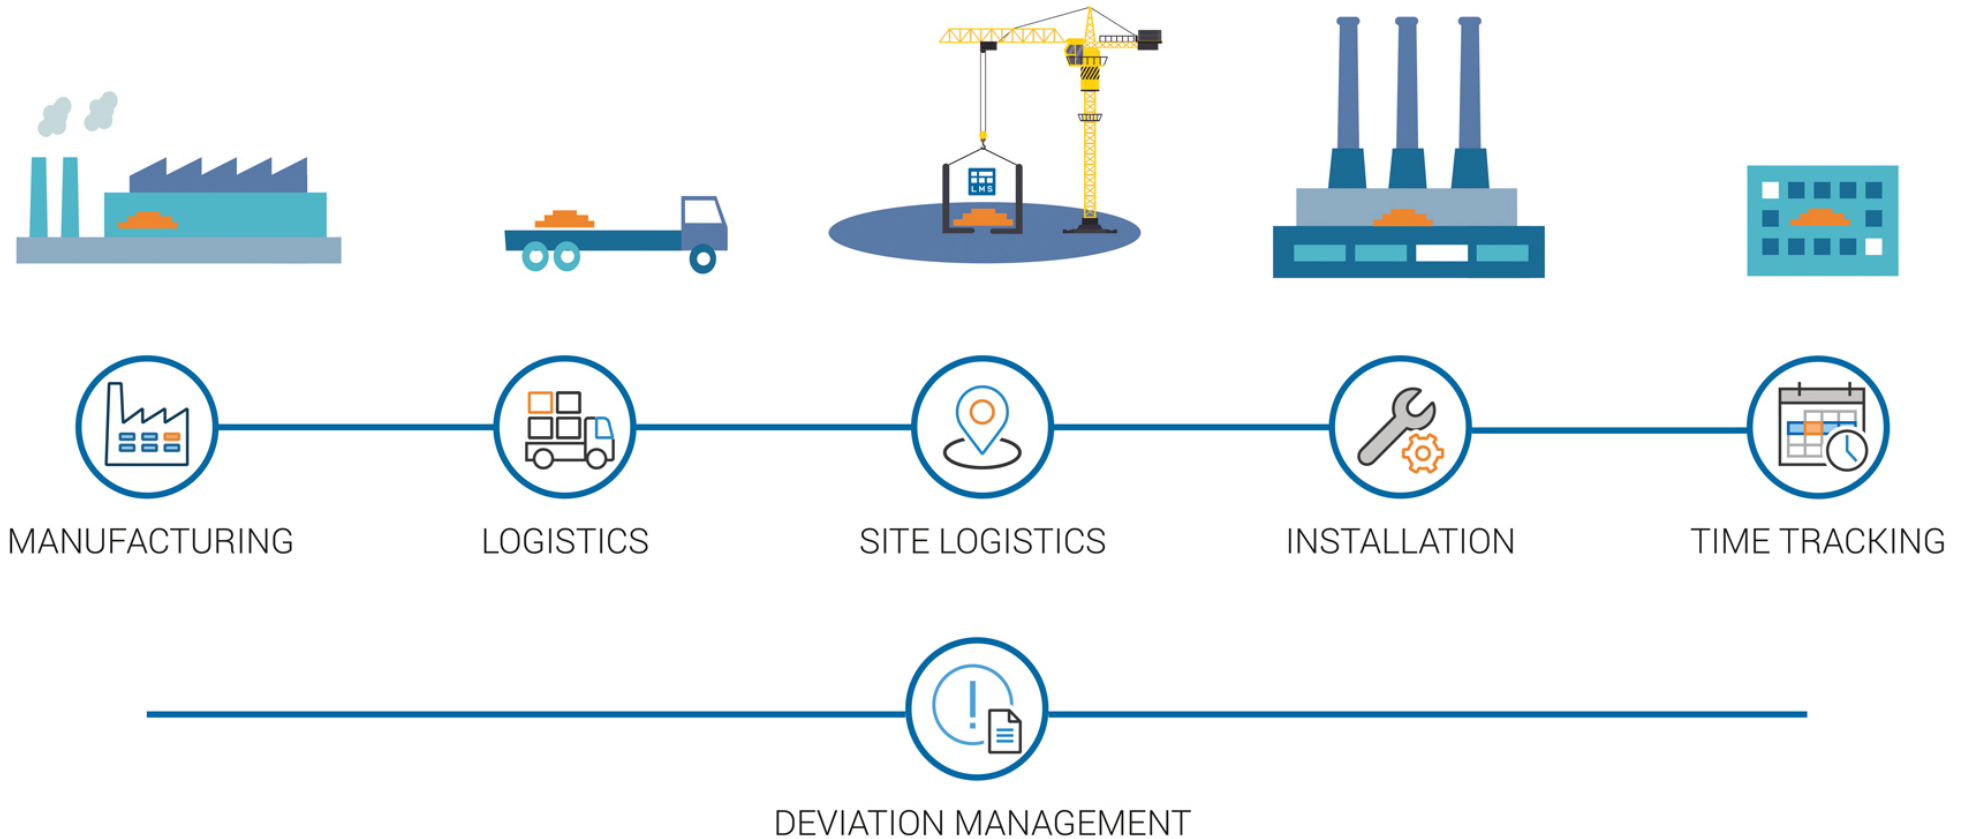 LMS
MANUFACTURING
LOGISTICS
SITE LOGISTICS
INSTALLATION
TIME TRACKING
DEVIATION MANAGEMENT